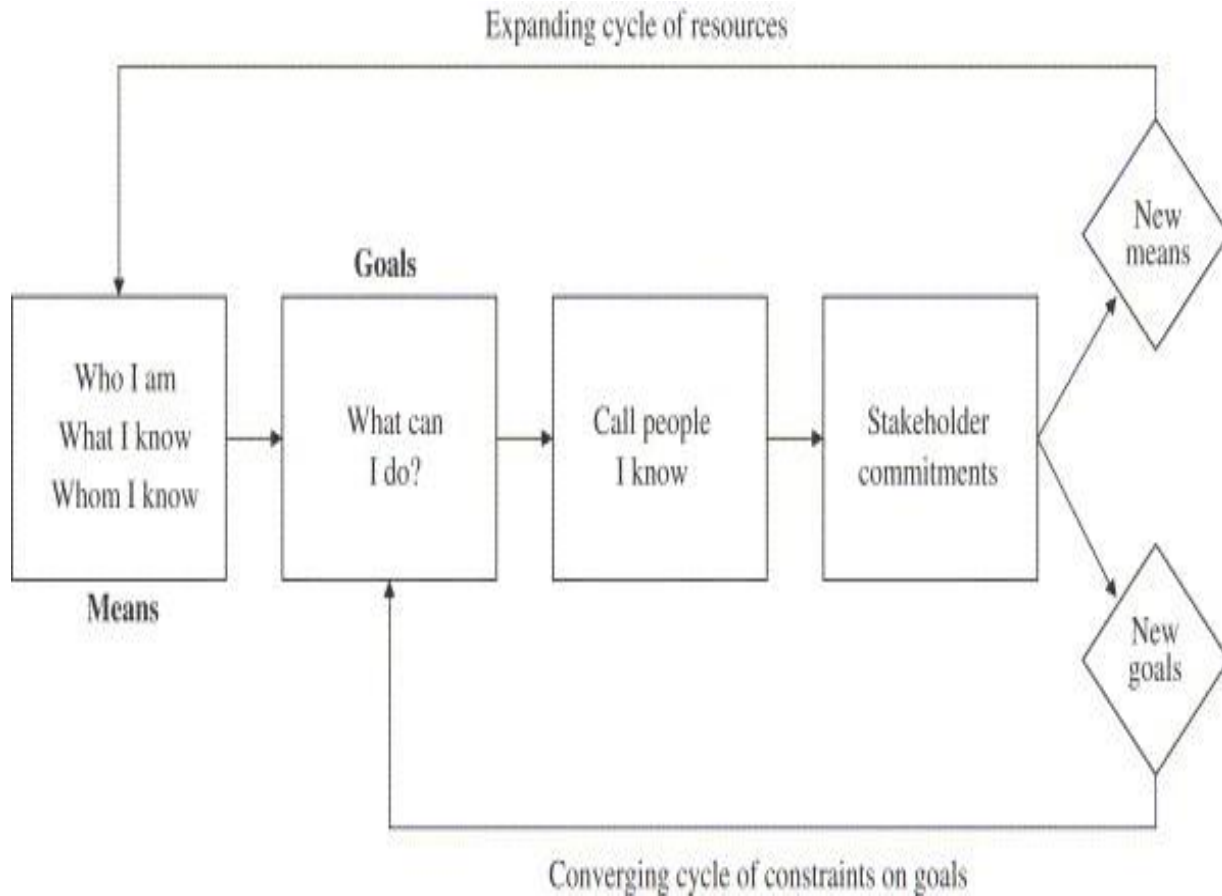 Expanding cycle of resources
New
means
Goals
Who I am
What I know
Whom I know
What can
I do?
Call people
I know
Stakeholder
commitments
Means
New
goals
Converging cycle of constraints on goals